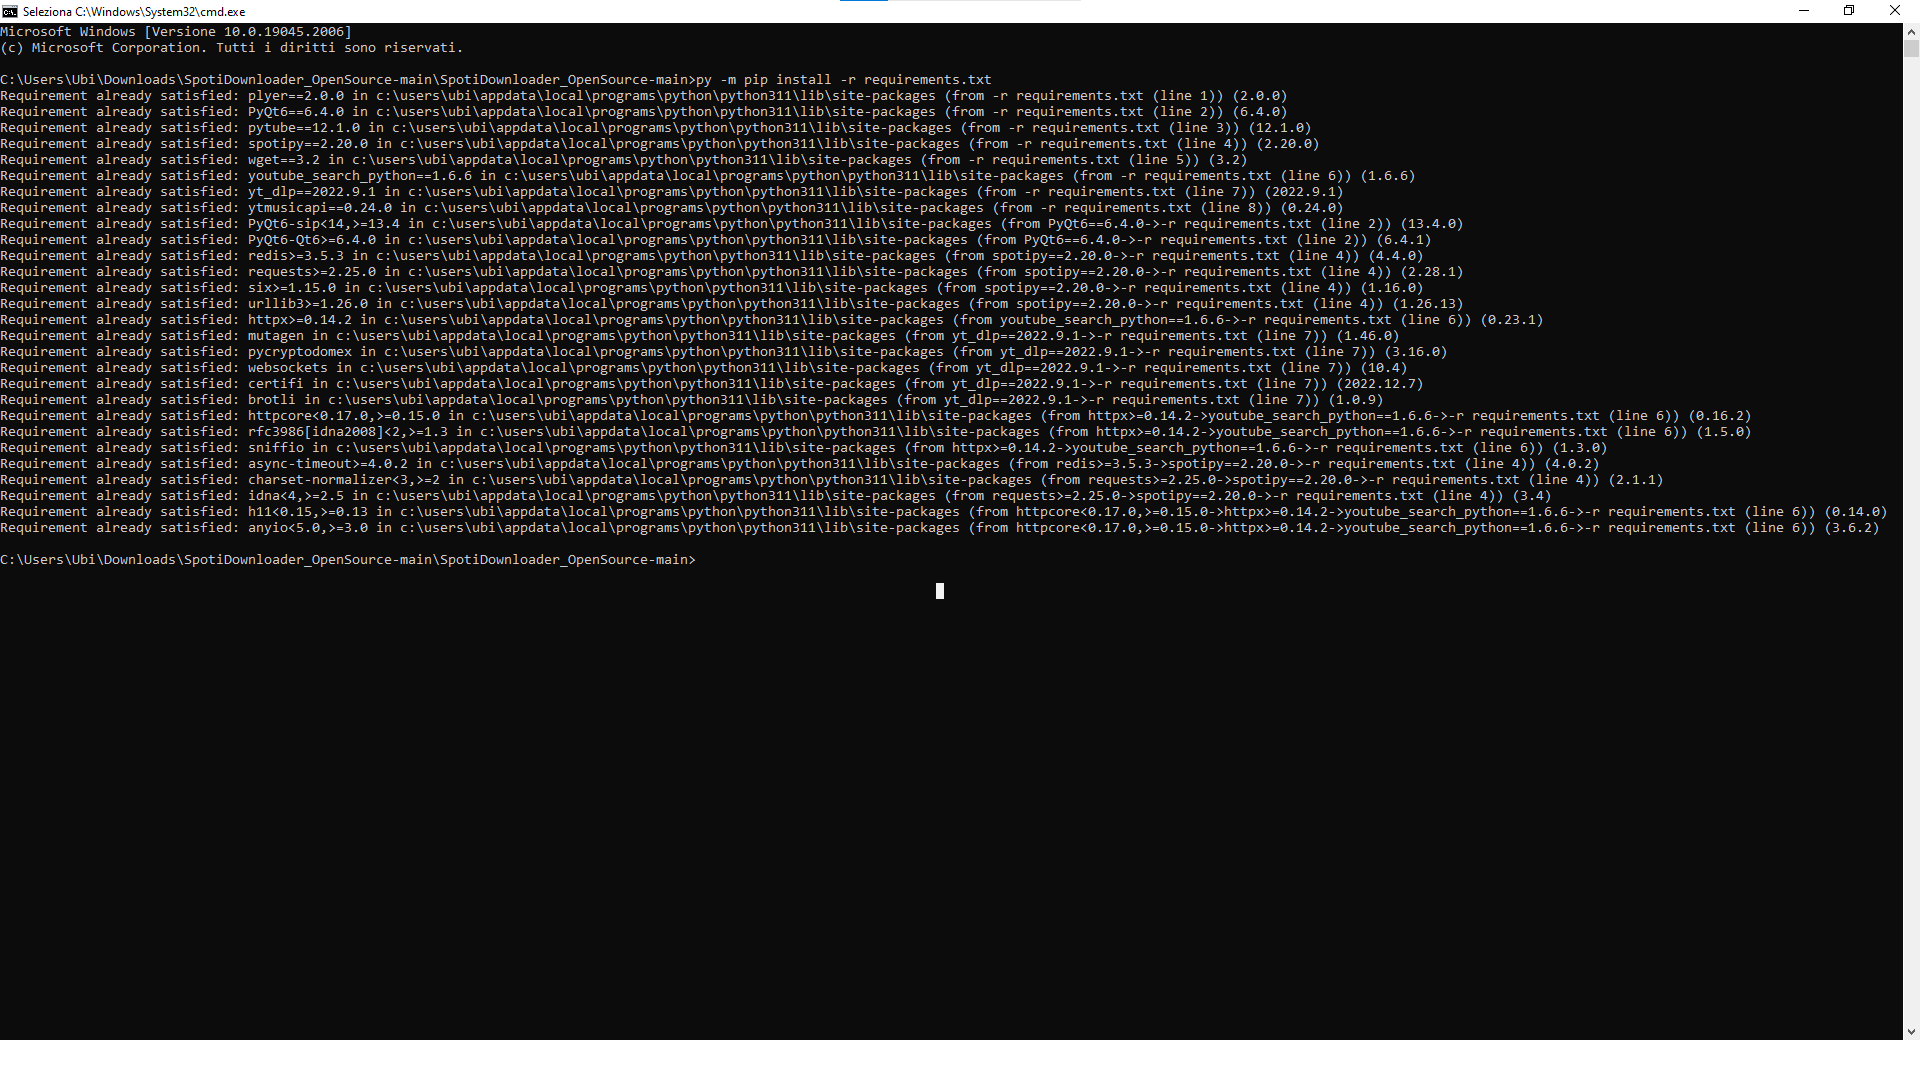 Seleziona C:\Windows\System32\cmd.exe
Microsoft Windows [Versione 10.0.19045.2006]
(c) Microsoft Corporation. Tutti i diritti sono riservati.
C:\Users\Ubi\Downloads\SpotiDownloader_OpenSource-main\SpotiDownloader_OpenSource-main>py -m pip install -r requirements.txt
Requirement already satisfied: plyer==2.0.0 in c:\users\ubi\appdata\local\programs\python\python311\lib\site-packages (from -r requirements.txt (line 1)) (2.0.0)
Requirement already satisfied: PyQt6==6.4.0 in c:\users\ubi\appdata\local\programs\python\python311\lib\site-packages (from -r requirements.txt (line 2)) (6.4.0)
Requirement already satisfied: pytube==12.1.0 in c:\users\ubi\appdata\local\programs\python\python311\lib\site-packages (from -r requirements.txt (line 3)) (12.1.0)
Requirement already satisfied: spotipy==2.20.0 in c:\users\ubi\appdata\local\programs\python\python311\lib\site-packages (from -r requirements.txt (line 4)) (2.20.0)
Requirement already satisfied: wget==3.2 in c:\users\ubi\appdata\local\programs\python\python311\lib\site-packages (from -r requirements.txt (line 5)) (3.2)
Requirement already satisfied: youtube_search_python==1.6.6 in c:\users\ubi\appdata\local\programs\python\python311\lib\site-packages (from -r requirements.txt (line 6)) (1.6.6)
Requirement already satisfied: yt_dlp==2022.9.1 in c:\users\ubi\appdata\local\programs\python\python311\lib\site-packages (from -r requirements.txt (line 7)) (2022.9.1)
Requirement already satisfied: ytmusicapi==0.24.0 in c:\users\ubi\appdata\local\programs\python\python311\lib\site-packages (from -r requirements.txt (line 8)) (0.24.0)
Requirement already satisfied: PyQt6-sip<14,>=13.4 in c:\users\ubi\appdata\local\programs\python\python311\lib\site-packages (from PyQt6==6.4.0->-r requirements.txt (line 2)) (13.4.0)
Requirement already satisfied: PyQt6-Qt6>=6.4.0 in c:\users\ubi\appdata\local\programs\python\python311\lib\site-packages (from PyQt6==6.4.0->-r requirements.txt (line 2)) (6.4.1)
Requirement already satisfied: redis>=3.5.3 in c:\users\ubi\appdata\local\programs\python\python311\lib\site-packages (from spotipy==2.20.0->-r requirements.txt (line 4)) (4.4.0)
Requirement already satisfied: requests>=2.25.0 in c:\users\ubi\appdata\local\programs\python\python311\lib\site-packages (from spotipy==2.20.0->-r requirements.txt (line 4)) (2.28.1)
Requirement already satisfied: six>=1.15.0 in c:\users\ubi\appdata\local\programs\python\python311\lib\site-packages (from spotipy==2.20.0->-r requirements.txt (line 4)) (1.16.0)
Requirement already satisfied: urllib3>=1.26.0 in c:\users\ubi\appdata\local\programs\python\python311\lib\site-packages (from spotipy==2.20.0->-r requirements.txt (line 4)) (1.26.13)
Requirement already satisfied: httpx>=0.14.2 in c:\users\ubi\appdata\local\programs\python\python311\lib\site-packages (from youtube_search_python==1.6.6->-r requirements.txt (line 6)) (0.23.1)
Requirement already satisfied: mutagen in c:\users\ubi\appdata\local\programs\python\python311\lib\site-packages (from yt_dlp==2022.9.1->-r requirements.txt (line 7)) (1.46.0)
Requirement already satisfied: pycryptodomex in c:\users\ubi\appdata\local\programs\python\python311\lib\site-packages (from yt_dlp==2022.9.1->-r requirements.txt (line 7)) (3.16.0)
Requirement already satisfied: websockets in c:\users\ubi\appdata\local\programs\python\python311\lib\site-packages (from yt_dlp==2022.9.1->-r requirements.txt (line 7)) (10.4)
Requirement already satisfied: certifi in c:\users\ubi\appdata\local\programs\python\python311\lib\site-packages (from yt_dlp==2022.9.1->-r requirements.txt (line 7)) (2022.12.7)
Requirement already satisfied: brotli in c:\users\ubi\appdata\local\programs\python\python311\lib\site-packages (from yt_dlp==2022.9.1->-r requirements.txt (line 7)) (1.0.9)
Requirement already satisfied: httpcore<0.17.0,>=0.15.0 in c:\users\ubi\appdata\local\programs\python\python311\lib\site-packages (from httpx>=0.14.2->youtube_search_python==1.6.6->-r requirements.txt (line 6)) (0.16.2)
Requirement already satisfied: rfc3986[idna2008]<2,>=1.3 in c:\users\ubi\appdata\local\programs\python\python311\lib\site-packages (from httpx>=0.14.2->youtube_search_python==1.6.6->-r requirements.txt (line 6)) (1.5.0)
Requirement already satisfied: sniffio in c:\users\ubi\appdata\local\programs\python\python311\lib\site-packages (from httpx>=0.14.2->youtube_search_python==1.6.6->-r requirements.txt (line 6)) (1.3.0)
Requirement already satisfied: async-timeout>=4.0.2 in c:\users\ubi\appdata\local\programs\python\python311\lib\site-packages (from redis>=3.5.3->spotipy==2.20.0->-r requirements.txt (line 4)) (4.0.2)
Requirement already satisfied: charset-normalizer<3,>=2 in c:\users\ubi\appdata\local\programs\python\python311\lib\site-packages (from requests>=2.25.0->spotipy==2.20.0->-r requirements.txt (line 4)) (2.1.1)
Requirement already satisfied: idna<4,>=2.5 in c:\users\ubi\appdata\local\programs\python\python311\lib\site-packages (from requests>=2.25.0->spotipy==2.20.0->-r requirements.txt (line 4)) (3.4)
Requirement already satisfied: h11<0.15,>=0.13 in c:\users\ubi\appdata\local\programs\python\python311\lib\site-packages (from httpcore<0.17.0,>=0.15.0->httpx>=0.14.2->youtube_search_python==1.6.6->-r requirements.txt (line 6)) (0.14.0)
Requirement already satisfied: anyio<5.0,>=3.0 in c:\users\ubi\appdata\local\programs\python\python311\lib\site-packages (from httpcore<0.17.0,>=0.15.0->httpx>=0.14.2->youtube_search_python==1.6.6->-r requirements.txt (line 6)) (3.6.2)
C:\Users\Ubi\Downloads\SpotiDownloader_OpenSource-main\SpotiDownloader_OpenSource-main>